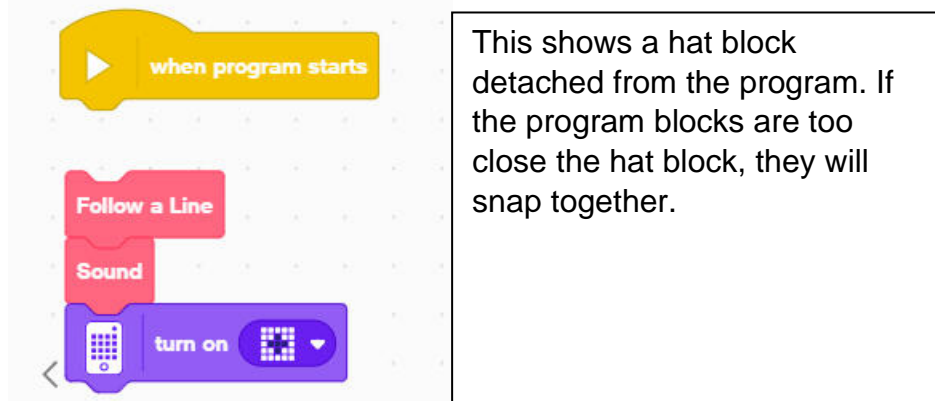 when program starts
Follow a Line
Sound
turn on
This shows a hat block
detached from the program. If
the program blocks are too
close the hat block, they will
snap together.